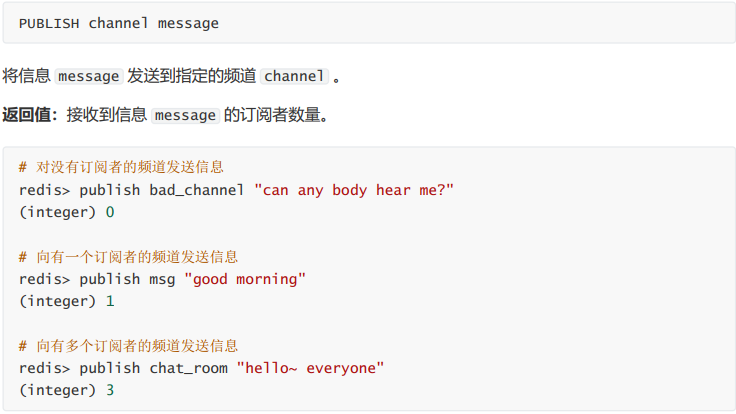 PUBLISH channel message
将信息 message 发送到指定的频道 channel 。
返回值：接收到信息 message 的订阅者数量。
# 对没有订阅者的频道发送信息
redis> publish bad_channel "can any body hear me?"
(integer) 0
# 向有一个订阅者的频道发送信息
redis> publish msg "good morning"
(integer) 1
# 向有多个订阅者的频道发送信息
redis> publish chat_room "hello~ everyone"
(integer) 3